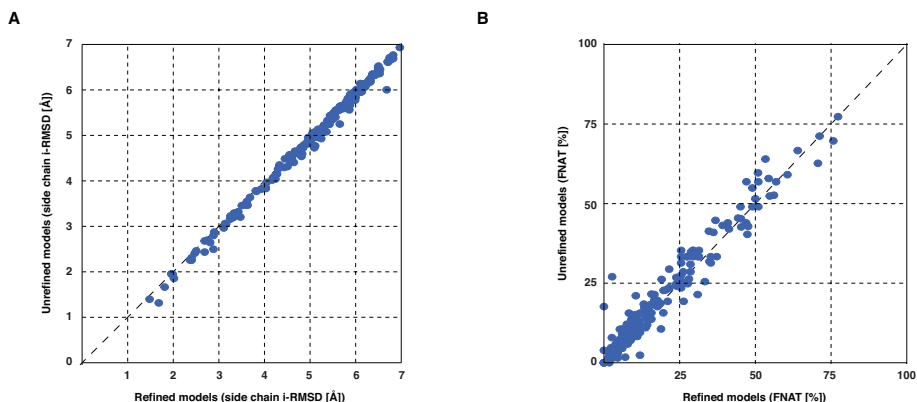 A
7
6
5
4
3
2
1
0
1 2 3 4 5 6 7
Unrefined models (side chain i-RMSD [Å])
Refined models (side chain i-RMSD [Å])
B
100
75
50
25
0
25 50 75 100
Unrefined models (FNAT [%])
Refined models (FNAT [%])